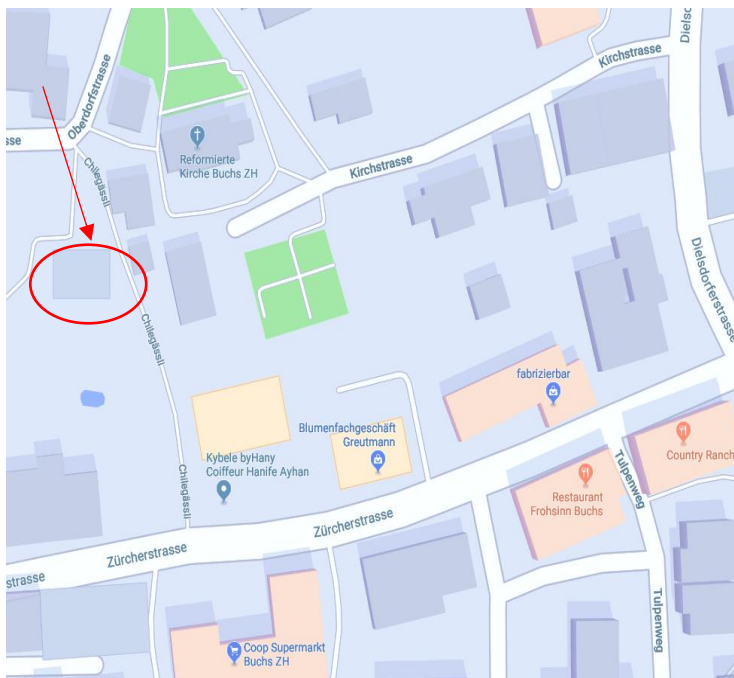 Dielsd
Kirchstrasse
Oberdorfstrasse
sse
Reformierte
Kirche Buchs ZH
Kirchstrasse
Chilegässli
Dielsdorferstrasse
Chilegässli
fabrizierbar
Blumenfachgeschäft
Greutmann
Country Ranch
Kybele byHany
Coiffeur Hanife Ayhan
Tulpenweg
Chilegässli
Restaurant
Frohsinn Buchs
Zürcherstrasse
Zürcherstrasse
strasse
Tulpenweg
Coop Supermarkt
Buchs ZH